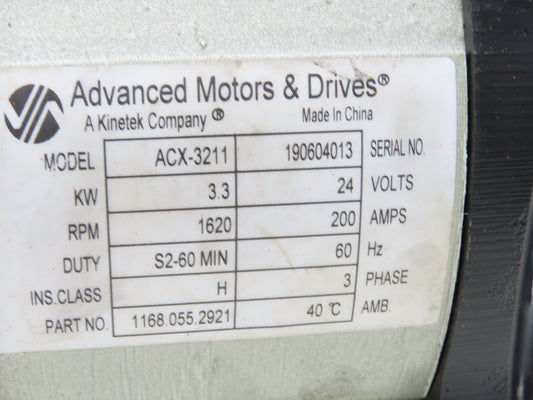 Advanced Motors & Drives®
A Kinetek Company ® Made In China
MODEL ACX-3211 190604013 SERIAL NO.
KW 3.3 24 VOLTS
RPM 1620 200 AMPS
DUTY S2-60 MIN 60 Hz
INS.CLASS H 3 PHASE
PART NO. 1168.055.2921 40 ℃ AMB.